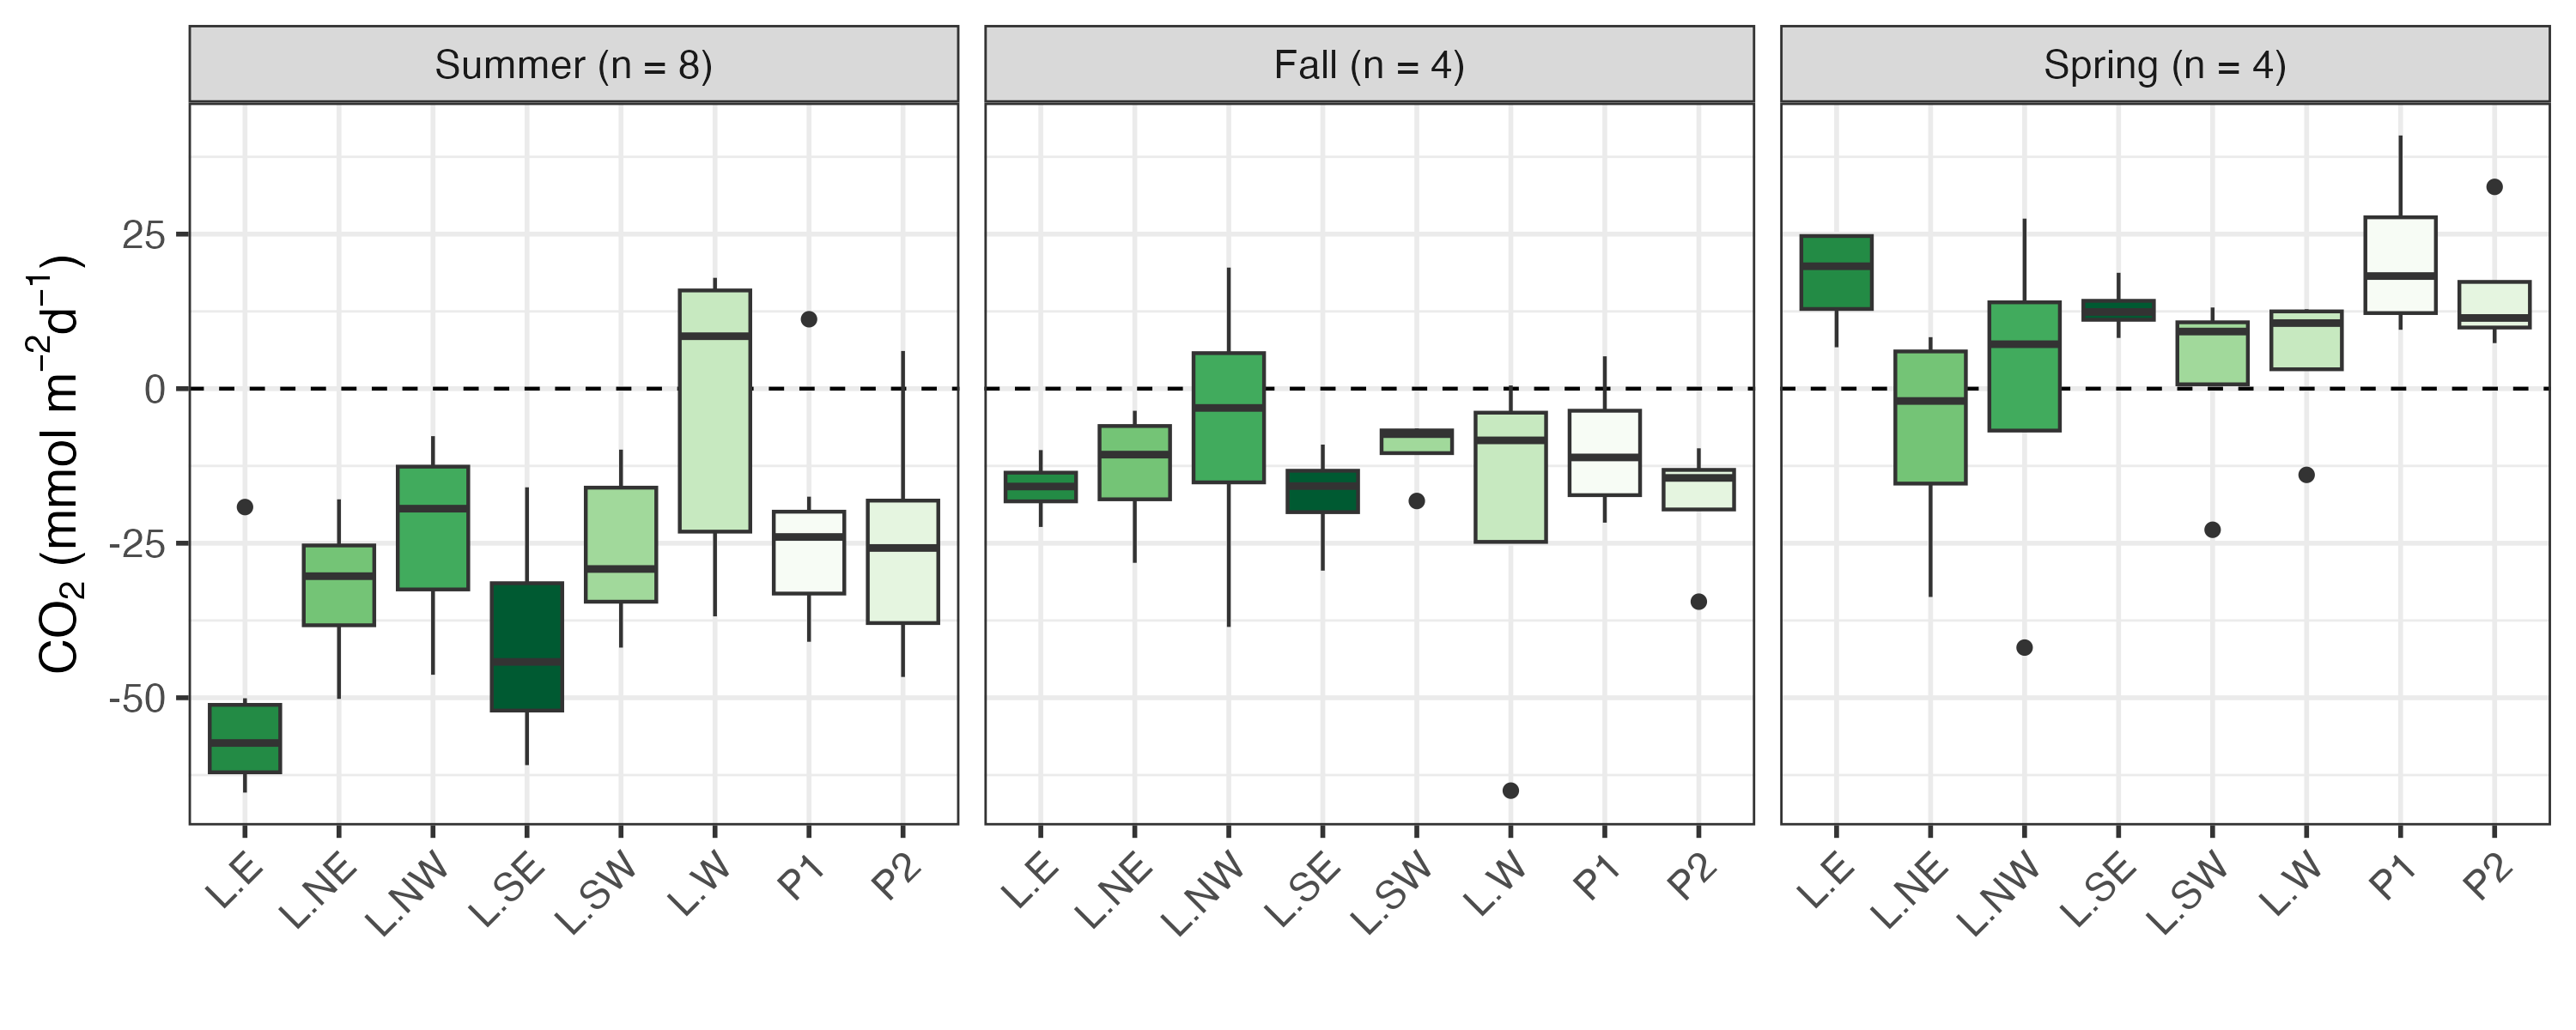 Summer (n = 8)
Fall (n = 4)
Spring (n = 4)
CO₂ (mmol m⁻²d⁻¹)
25
0
-25
-50
L.E L.NE L.NW L.SE L.SW L.W P1 P2
L.E L.NE L.NW L.SE L.SW L.W P1 P2
L.E L.NE L.NW L.SE L.SW L.W P1 P2